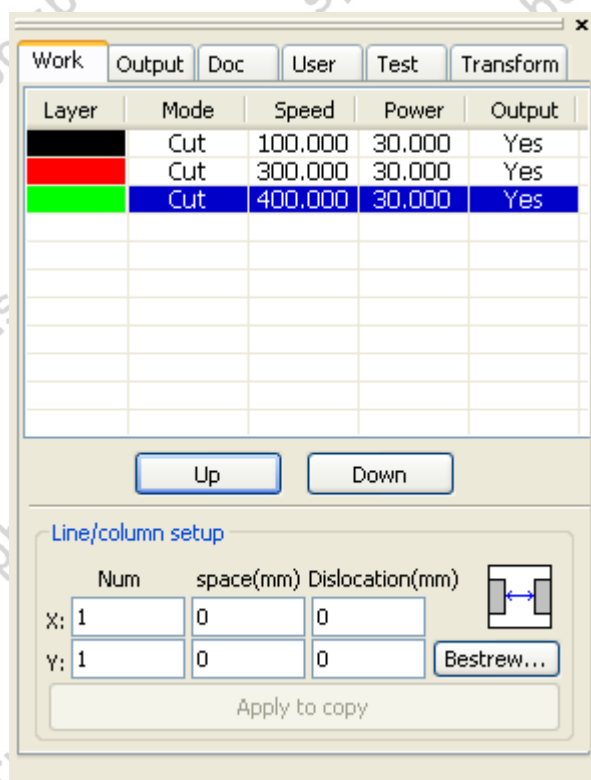 Work Output Doc User Test Transform
Layer Mode Speed Power Output
Cut 100.000 30.000 Yes
Cut 300.000 30.000 Yes
Cut 400.000 30.000 Yes
Up Down
Line/column setup
Num space(mm) Dislocation(mm)
X: 1 0 0
Y: 1 0 0 Bestrew...
Apply to copy